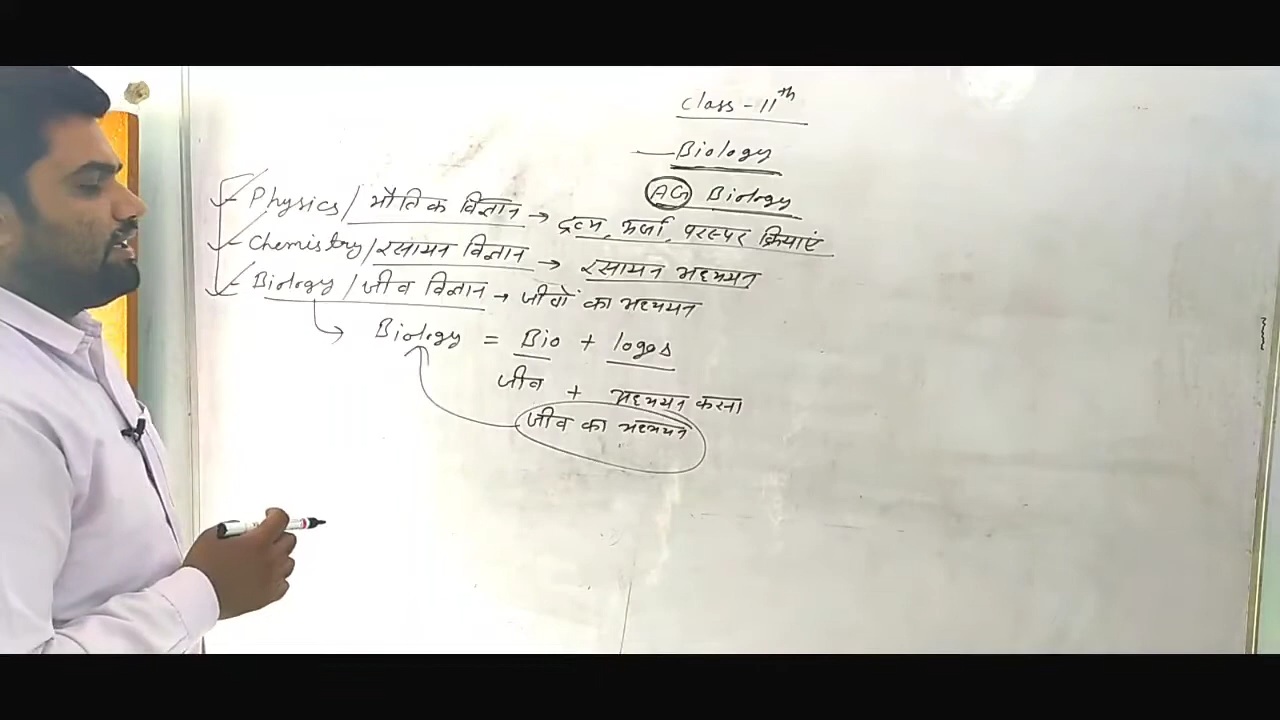 Class - 11th
Biology
AG Biology
Physics / भौतिक विज्ञान → द्रव्य, ऊर्जा, परस्पर क्रियाएं
Chemistry / रसायन विज्ञान → रसायन अध्ययन
Biology / जीव विज्ञान → जीवों का अध्ययन
Biology = Bio + logos
जीव + अध्ययन करना
जीव का अध्ययन